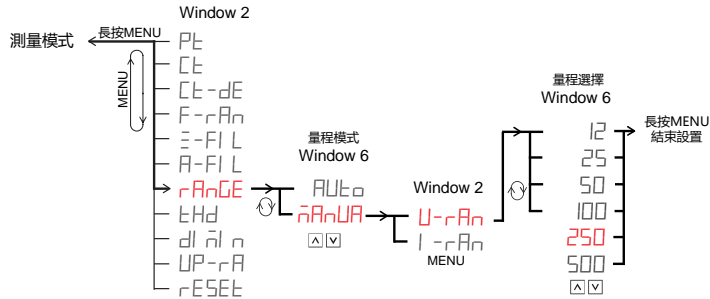 Window 2
測量模式
長按MENU
MENU
Pt
Ct
Ct-dE
F-rAn
Ξ-FIL
A-FIL
rAnGE
tHd
dI m̄I n
UP-rA
rESEt
量程模式
Window 6
AUto
m̄AnUA
Window 2
U-rAn
I-rAn
MENU
量程選擇
Window 6
12
25
50
100
250
500
長按MENU
結束設置